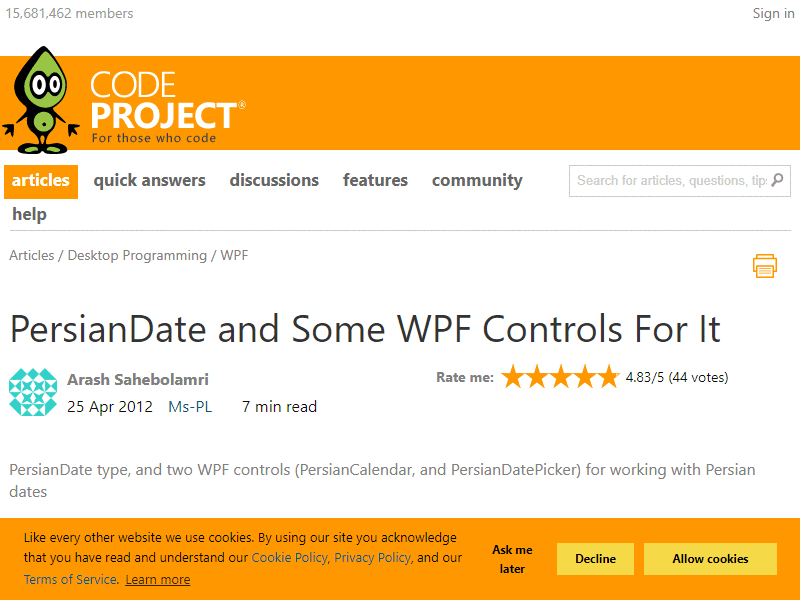 15,681,462 members
Sign in
CODE
PROJECT®
For those who code
articles quick answers discussions features community
Search for articles, questions, tips
help
Articles / Desktop Programming / WPF
PersianDate and Some WPF Controls For It
Arash Sahebolamri
Rate me: 4.83/5 (44 votes)
25 Apr 2012 Ms-PL 7 min read
PersianDate type, and two WPF controls (PersianCalendar, and PersianDatePicker) for working with Persian
dates
Like every other website we use cookies. By using our site you acknowledge
that you have read and understand our Cookie Policy, Privacy Policy, and our
Terms of Service. Learn more
Ask me
later
Decline
Allow cookies